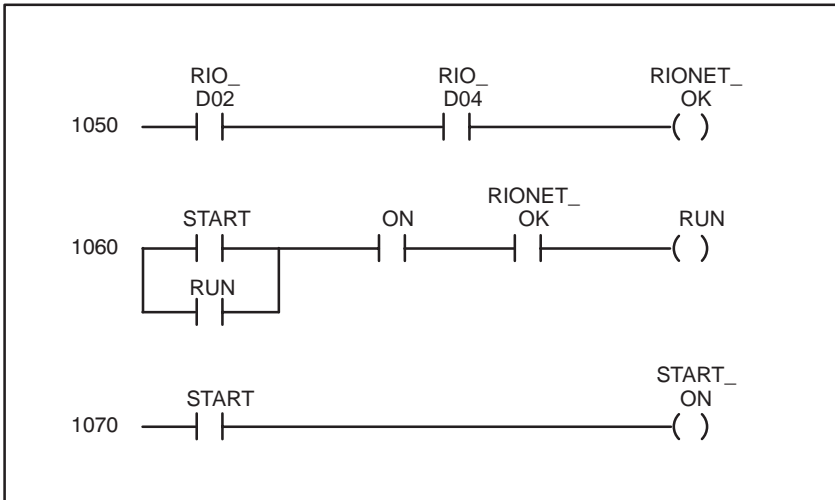 RIO_ RIO_ RIONET_
D02 D04 OK
1050
RIONET_
START ON OK RUN
1060
RUN
START_
START ON
1070